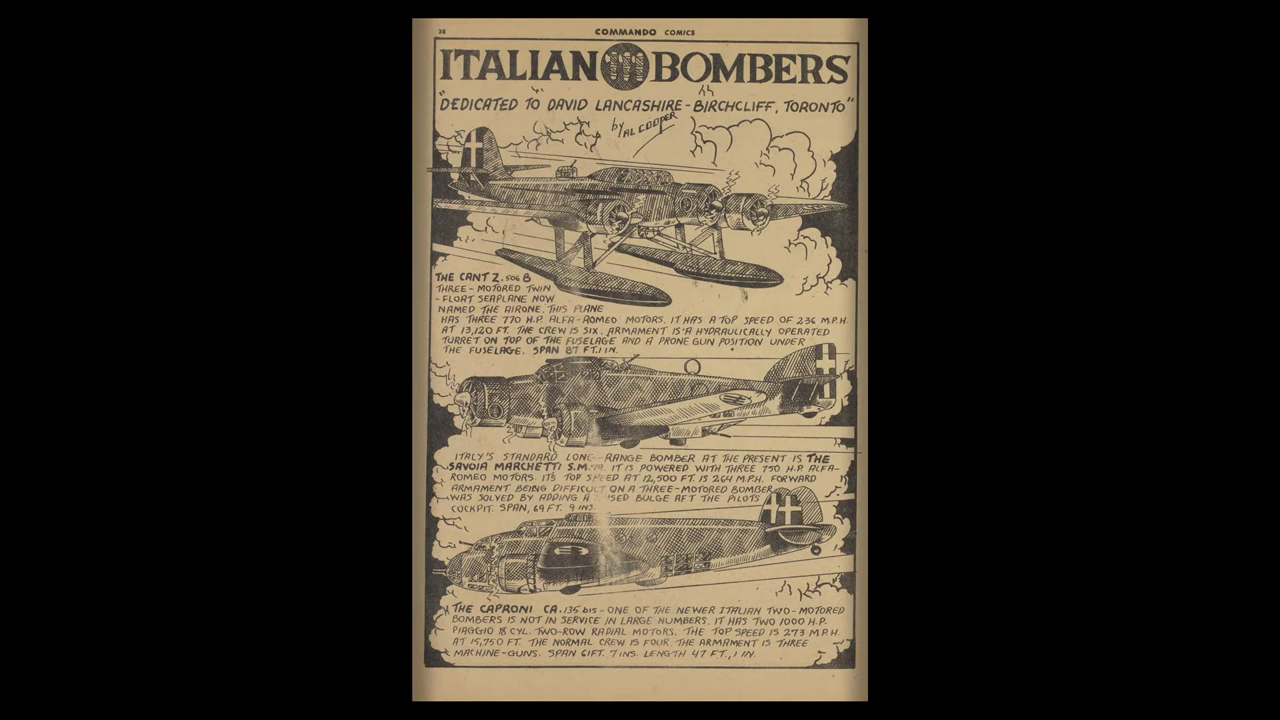 38
COMMANDO COMICS
ITALIAN BOMBERS
"DEDICATED TO DAVID LANCASHIRE - BIRCHCLIFF, TORONTO"
by AL COOPER
THE CANT Z.506 B
THREE - MOTORED TWIN
- FLOAT SEAPLANE NOW
NAMED THE AIRONE. THIS PLANE
HAS THREE 770 H.P. ALFA-ROMEO MOTORS. IT HAS A TOP SPEED OF 236 M.P.H.
AT 13,120 FT. THE CREW IS SIX. ARMAMENT IS A HYDRAULICALLY OPERATED
TURRET ON TOP OF THE FUSELAGE AND A PRONE GUN POSITION UNDER
THE FUSELAGE. SPAN 87 FT. 1 IN.
ITALY'S STANDARD LONG-RANGE BOMBER AT THE PRESENT IS THE
SAVOIA MARCHETTI S.M. 79. IT IS POWERED WITH THREE 750 H.P. ALFA-
ROMEO MOTORS. ITS TOP SPEED AT 12,500 FT. IS 264 M.P.H. FORWARD
ARMAMENT BEING DIFFICULT ON A THREE-MOTORED BOMBER
WAS SOLVED BY ADDING A BULGE AFT THE PILOTS
COCKPIT. SPAN, 69 FT. 9 INS.
THE CAPRONI CA. 135 bis - ONE OF THE NEWER ITALIAN TWO-MOTORED
BOMBERS IS NOT IN SERVICE IN LARGE NUMBERS. IT HAS TWO 1000 H.P.
PIAGGIO 18 CYL. TWO-ROW RADIAL MOTORS. THE TOP SPEED IS 273 M.P.H.
AT 15,750 FT. THE NORMAL CREW IS FOUR. THE ARMAMENT IS THREE
MACHINE-GUNS. SPAN 61 FT. 7 INS. LENGTH 47 FT., 1 IN.